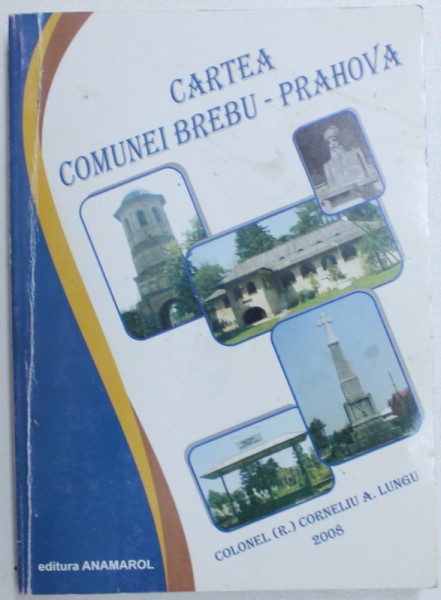 CARTEA
COMUNEI BREBU - PRAHOVA
COLONEL (R.) CORNELIU A. LUNGU
2008
editura ANAMAROL